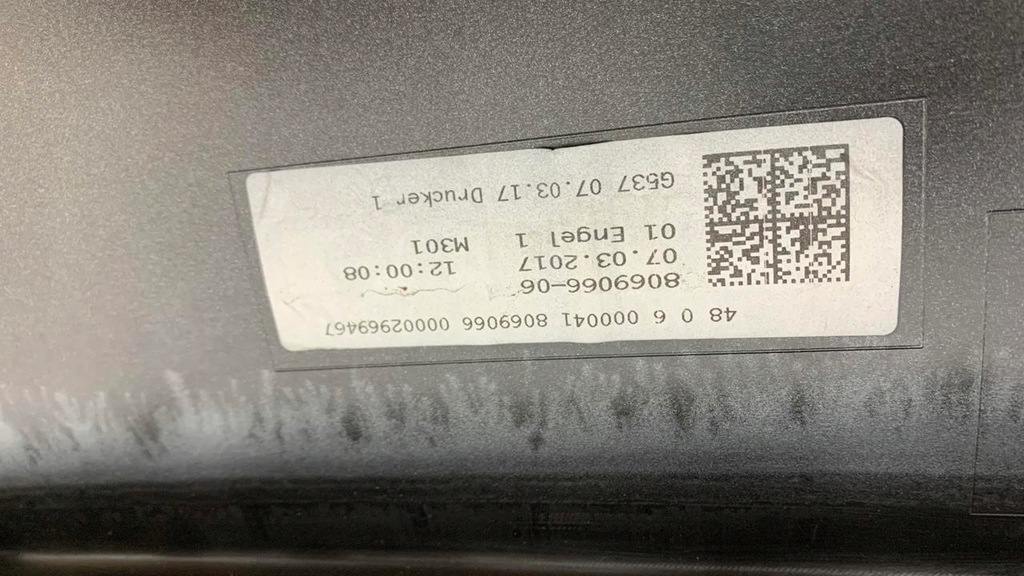 48 0 6 000041 8069066 00002969467
8069066-06
07.03.2017 12:00:08
01 Engel 1 M301
G537 07.03.17 Drucker 1